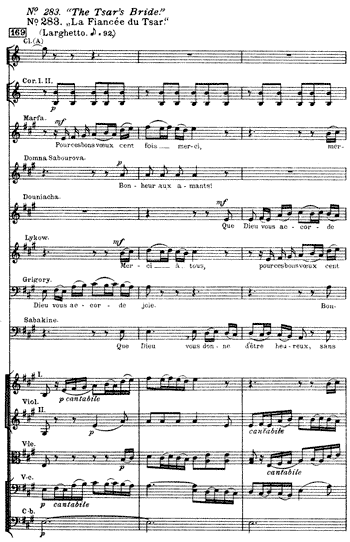 Nº 283. "The Tsar's Bride."
Nº 283. „La Fiancée du Tsar."
169 (Larghetto. ♪ = 92.)
Cl. (A)
Cor. I. II.
p
Marfa.
mf
Pour ces bons vœux cent fois merci, mer-
Domna Sabourova.
p
Bon- heur aux a- mants!
Douniacha.
mf
Que Dieu vous ac- cor- de
Lykow.
mf
Mer- ci à tous, pour ces bons vœux cent
Grigory.
Dieu vous ac- cor- de joie. Bon-
Sabakine.
Que Dieu vous don- ne d'être heu- reux, sans
I.
p cantabile
Viol.
II.
p cantabile
Vle.
p cantabile
V-c.
p cantabile
C-b.
p